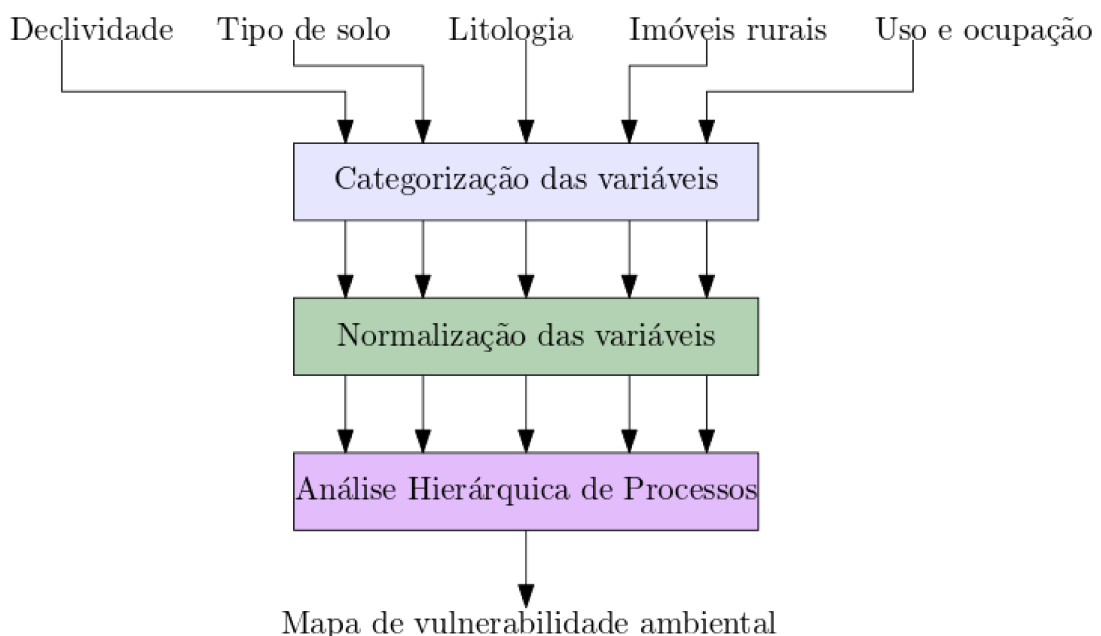 Declividade Tipo de solo Litologia Imóveis rurais Uso e ocupação
Categorização das variáveis
Normalização das variáveis
Análise Hierárquica de Processos
Mapa de vulnerabilidade ambiental